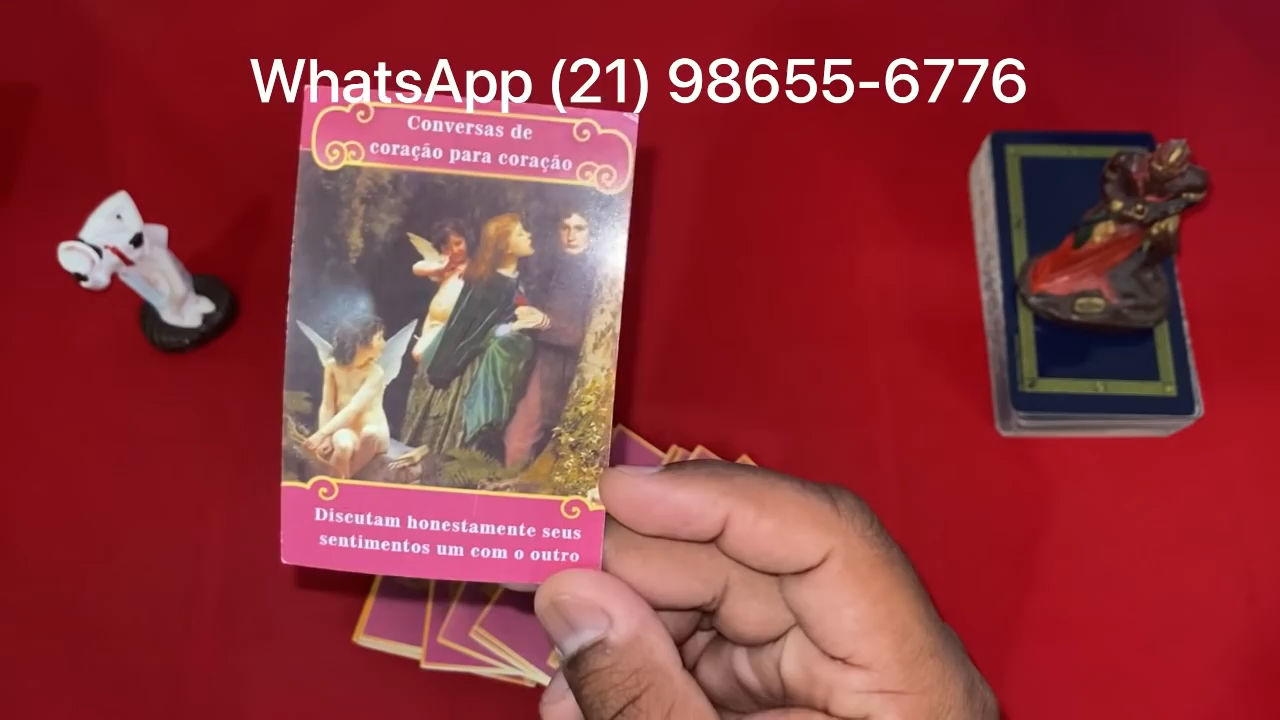 WhatsApp (21) 98655-6776
Conversas de
coração para coração
Discutam honestamente seus
sentimentos um com o outro